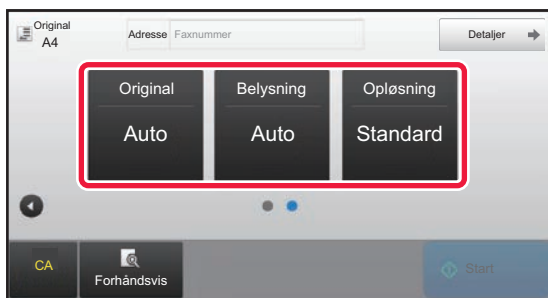 Original
A4
Adresse Faxnummer
Detaljer
Original
Auto
Belysning
Auto
Opløsning
Standard
CA
Forhåndsvis
Start